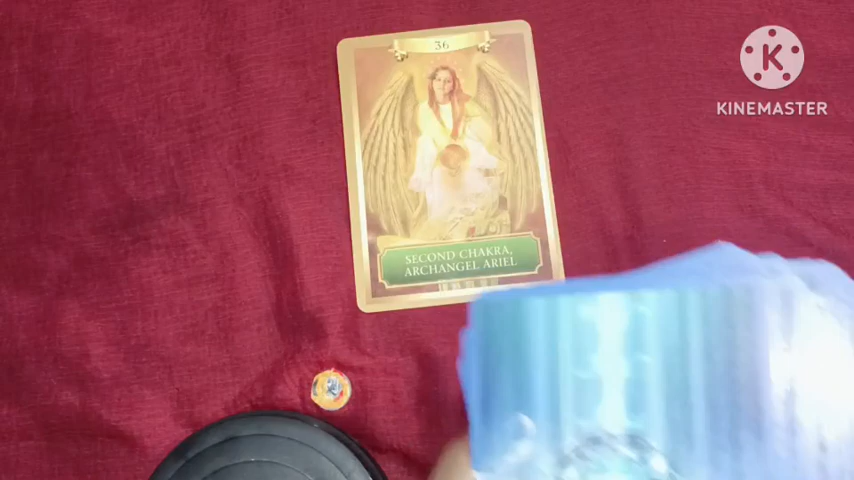 36
SECOND CHAKRA,
ARCHANGEL ARIEL
K
KINEMASTER